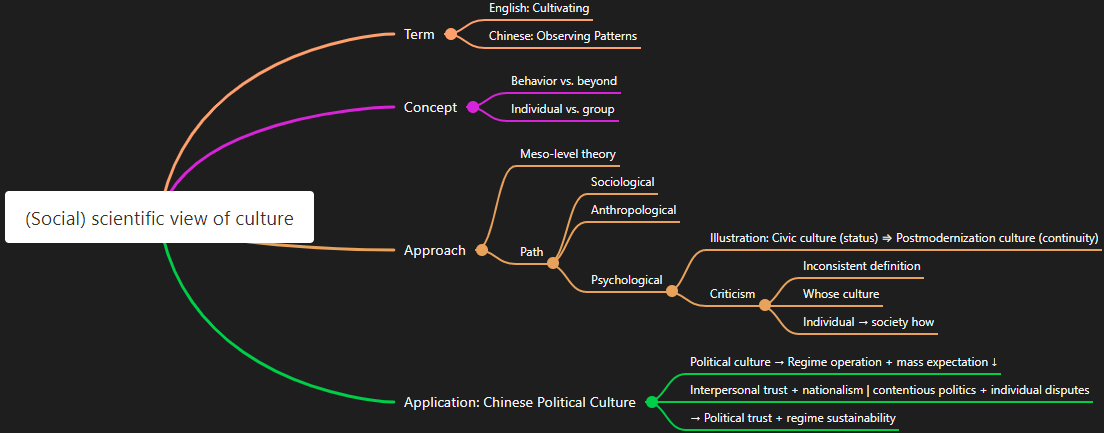 (Social) scientific view of culture
Term
English: Cultivating
Chinese: Observing Patterns
Concept
Behavior vs. beyond
Individual vs. group
Approach
Meso-level theory
Path
Sociological
Anthropological
Psychological
Illustration: Civic culture (status) ⇒ Postmodernization culture (continuity)
Criticism
Inconsistent definition
Whose culture
Individual → society how
Application: Chinese Political Culture
Political culture → Regime operation + mass expectation ↓
Interpersonal trust + nationalism | contentious politics + individual disputes
→ Political trust + regime sustainability